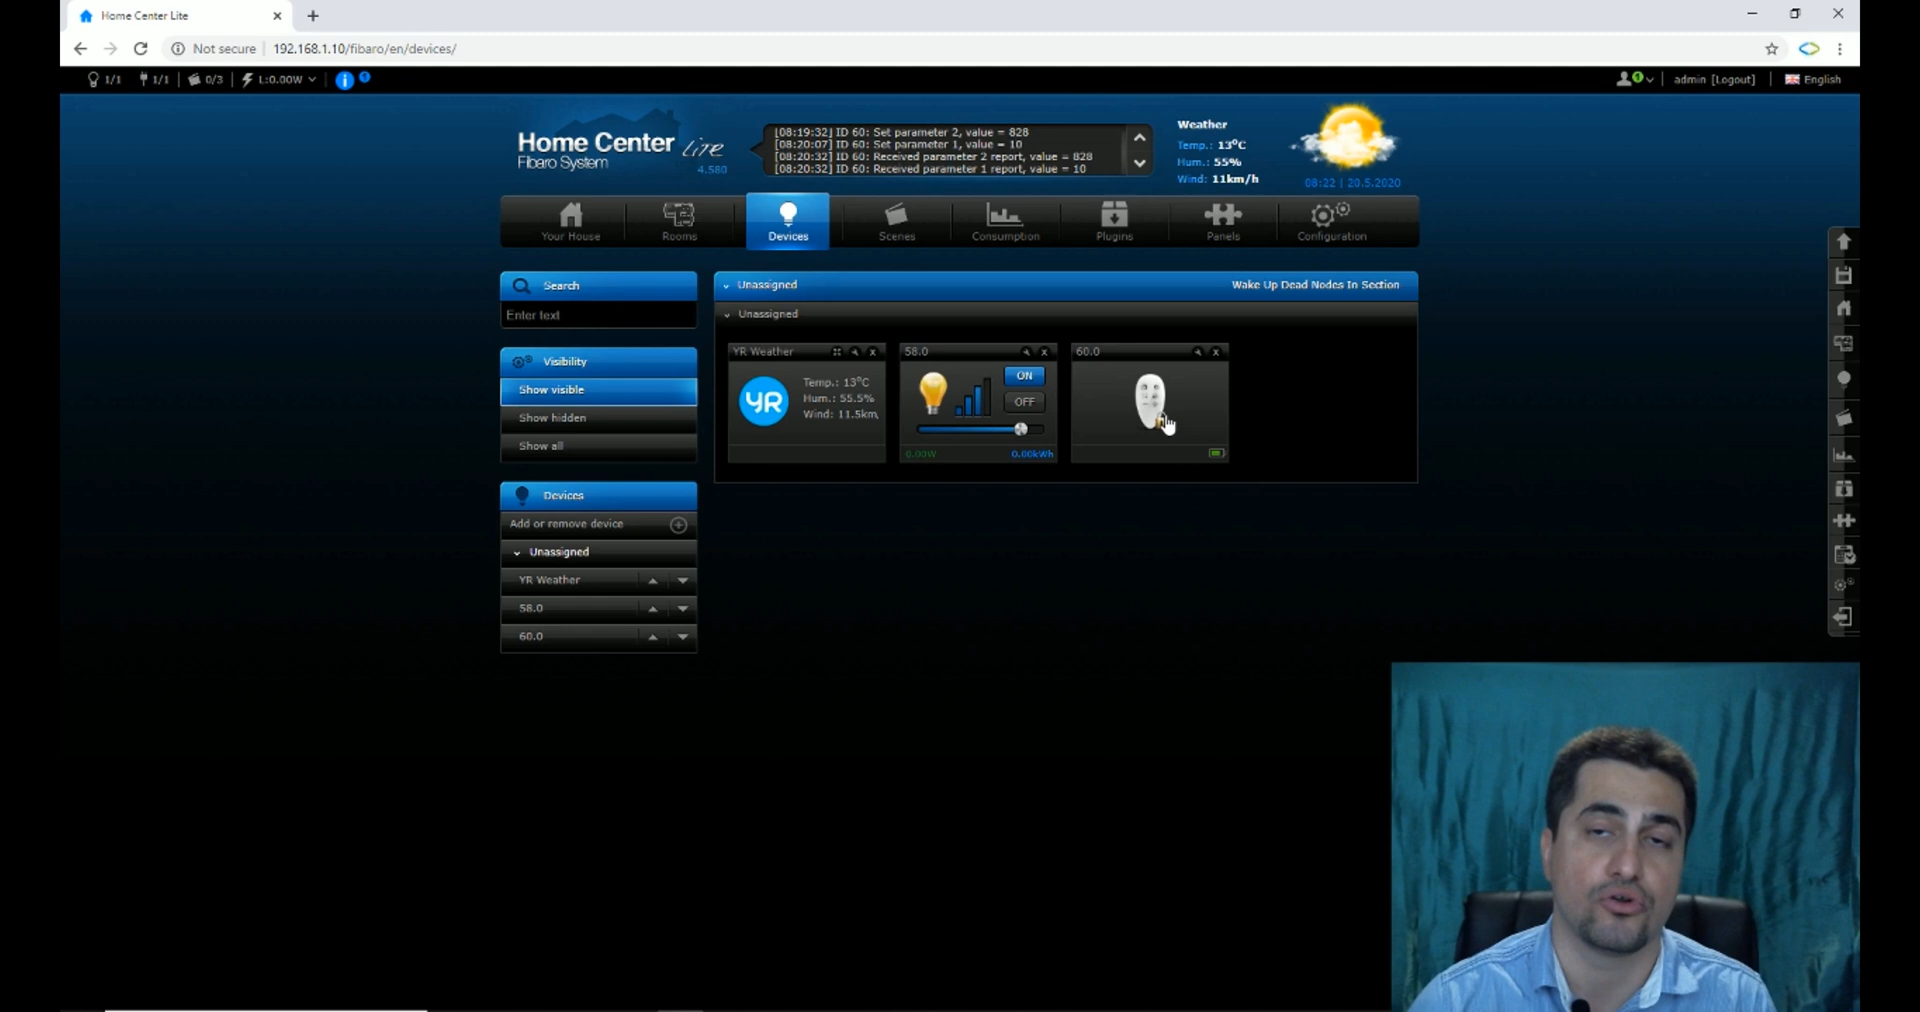 Home Center Lite
Not secure
192.168.1.10/fibaro/en/devices/
1/1
1/1
0/3
L:0.00W
admin [Logout]
English
Home Center Lite
Fibaro System
4.580
[08:19:32] ID 60: Set parameter 2, value = 828
[08:20:07] ID 60: Set parameter 1, value = 10
[08:20:32] ID 60: Received parameter 2 report, value = 828
[08:20:32] ID 60: Received parameter 1 report, value = 10
Weather
Temp.: 13°C
Hum.: 55%
Wind: 11km/h
08:22 | 20.5.2020
Your House
Rooms
Devices
Scenes
Consumption
Plugins
Panels
Configuration
Search
Enter text
Visibility
Show visible
Show hidden
Show all
Devices
Add or remove device
Unassigned
YR Weather
58.0
60.0
Unassigned
Wake Up Dead Nodes In Section
Unassigned
YR Weather
YR
Temp.: 13°C
Hum.: 55.5%
Wind: 11.5km,
58.0
ON
OFF
0.00W
0.00kWh
60.0